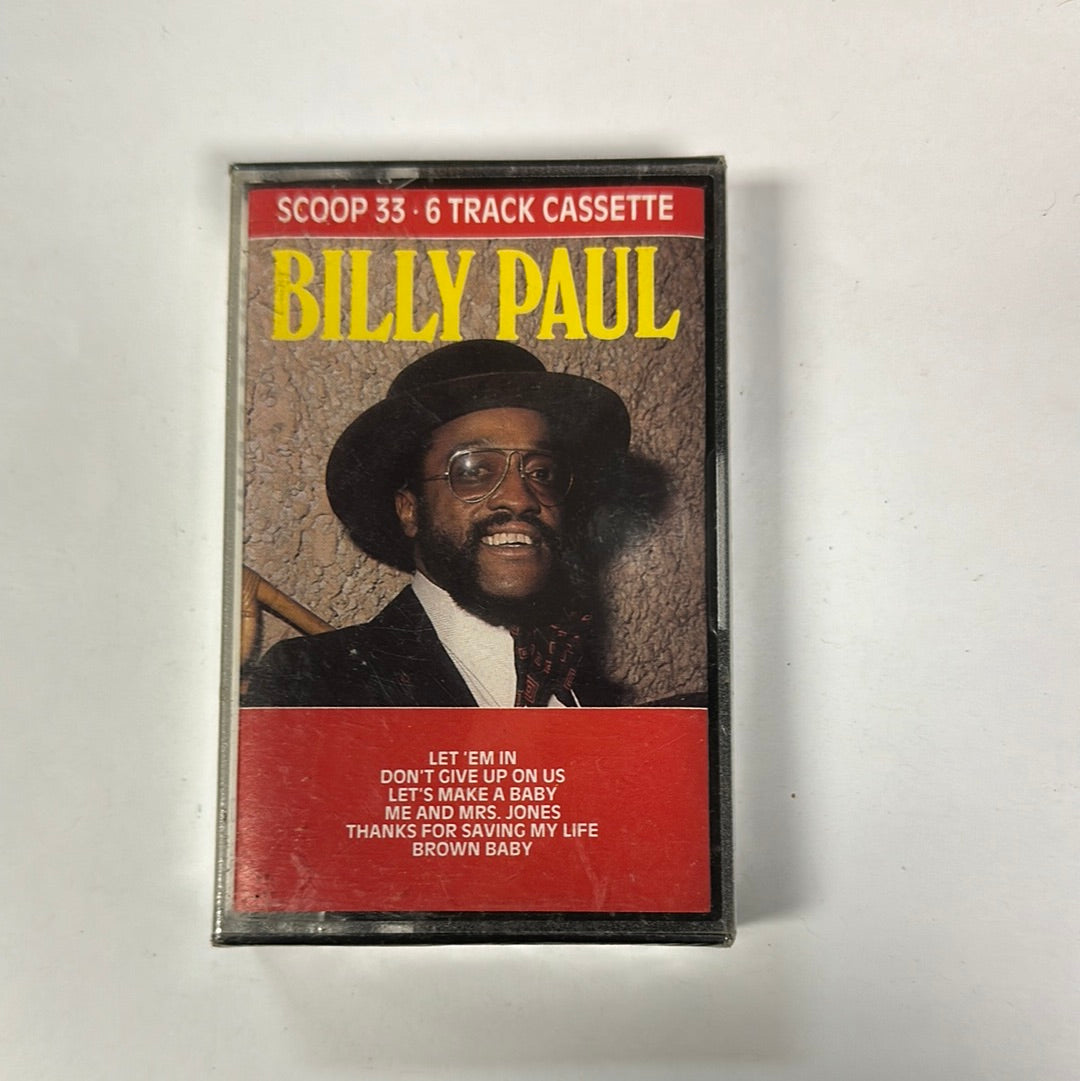 SCOOP 33 · 6 TRACK CASSETTE
BILLY PAUL
LET 'EM IN
DON'T GIVE UP ON US
LET'S MAKE A BABY
ME AND MRS. JONES
THANKS FOR SAVING MY LIFE
BROWN BABY